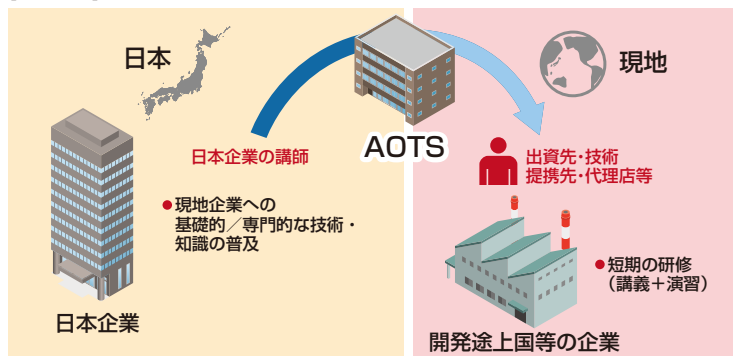 日本
日本企業の講師
●現地企業への
基礎的／専門的な技術・
知識の普及
日本企業
AOTS
現地
出資先・技術
提携先・代理店等
●短期の研修
（講義＋演習）
開発途上国等の企業